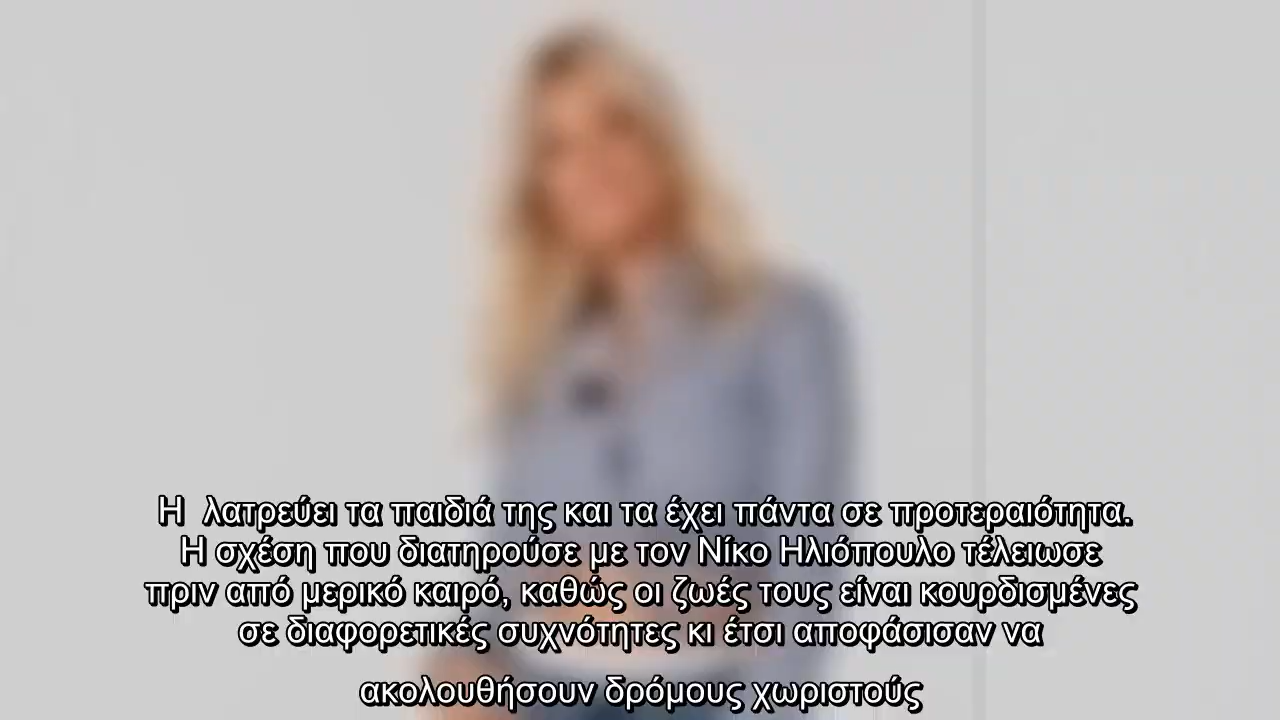 Η  λατρεύει τα παιδιά της και τα έχει πάντα σε προτεραιότητα.
Η σχέση που διατηρούσε με τον Νίκο Ηλιόπουλο τέλειωσε
πριν από μερικό καιρό, καθώς οι ζωές τους είναι κουρδισμένες
σε διαφορετικές συχνότητες κι έτσι αποφάσισαν να
ακολουθήσουν δρόμους χωριστούς